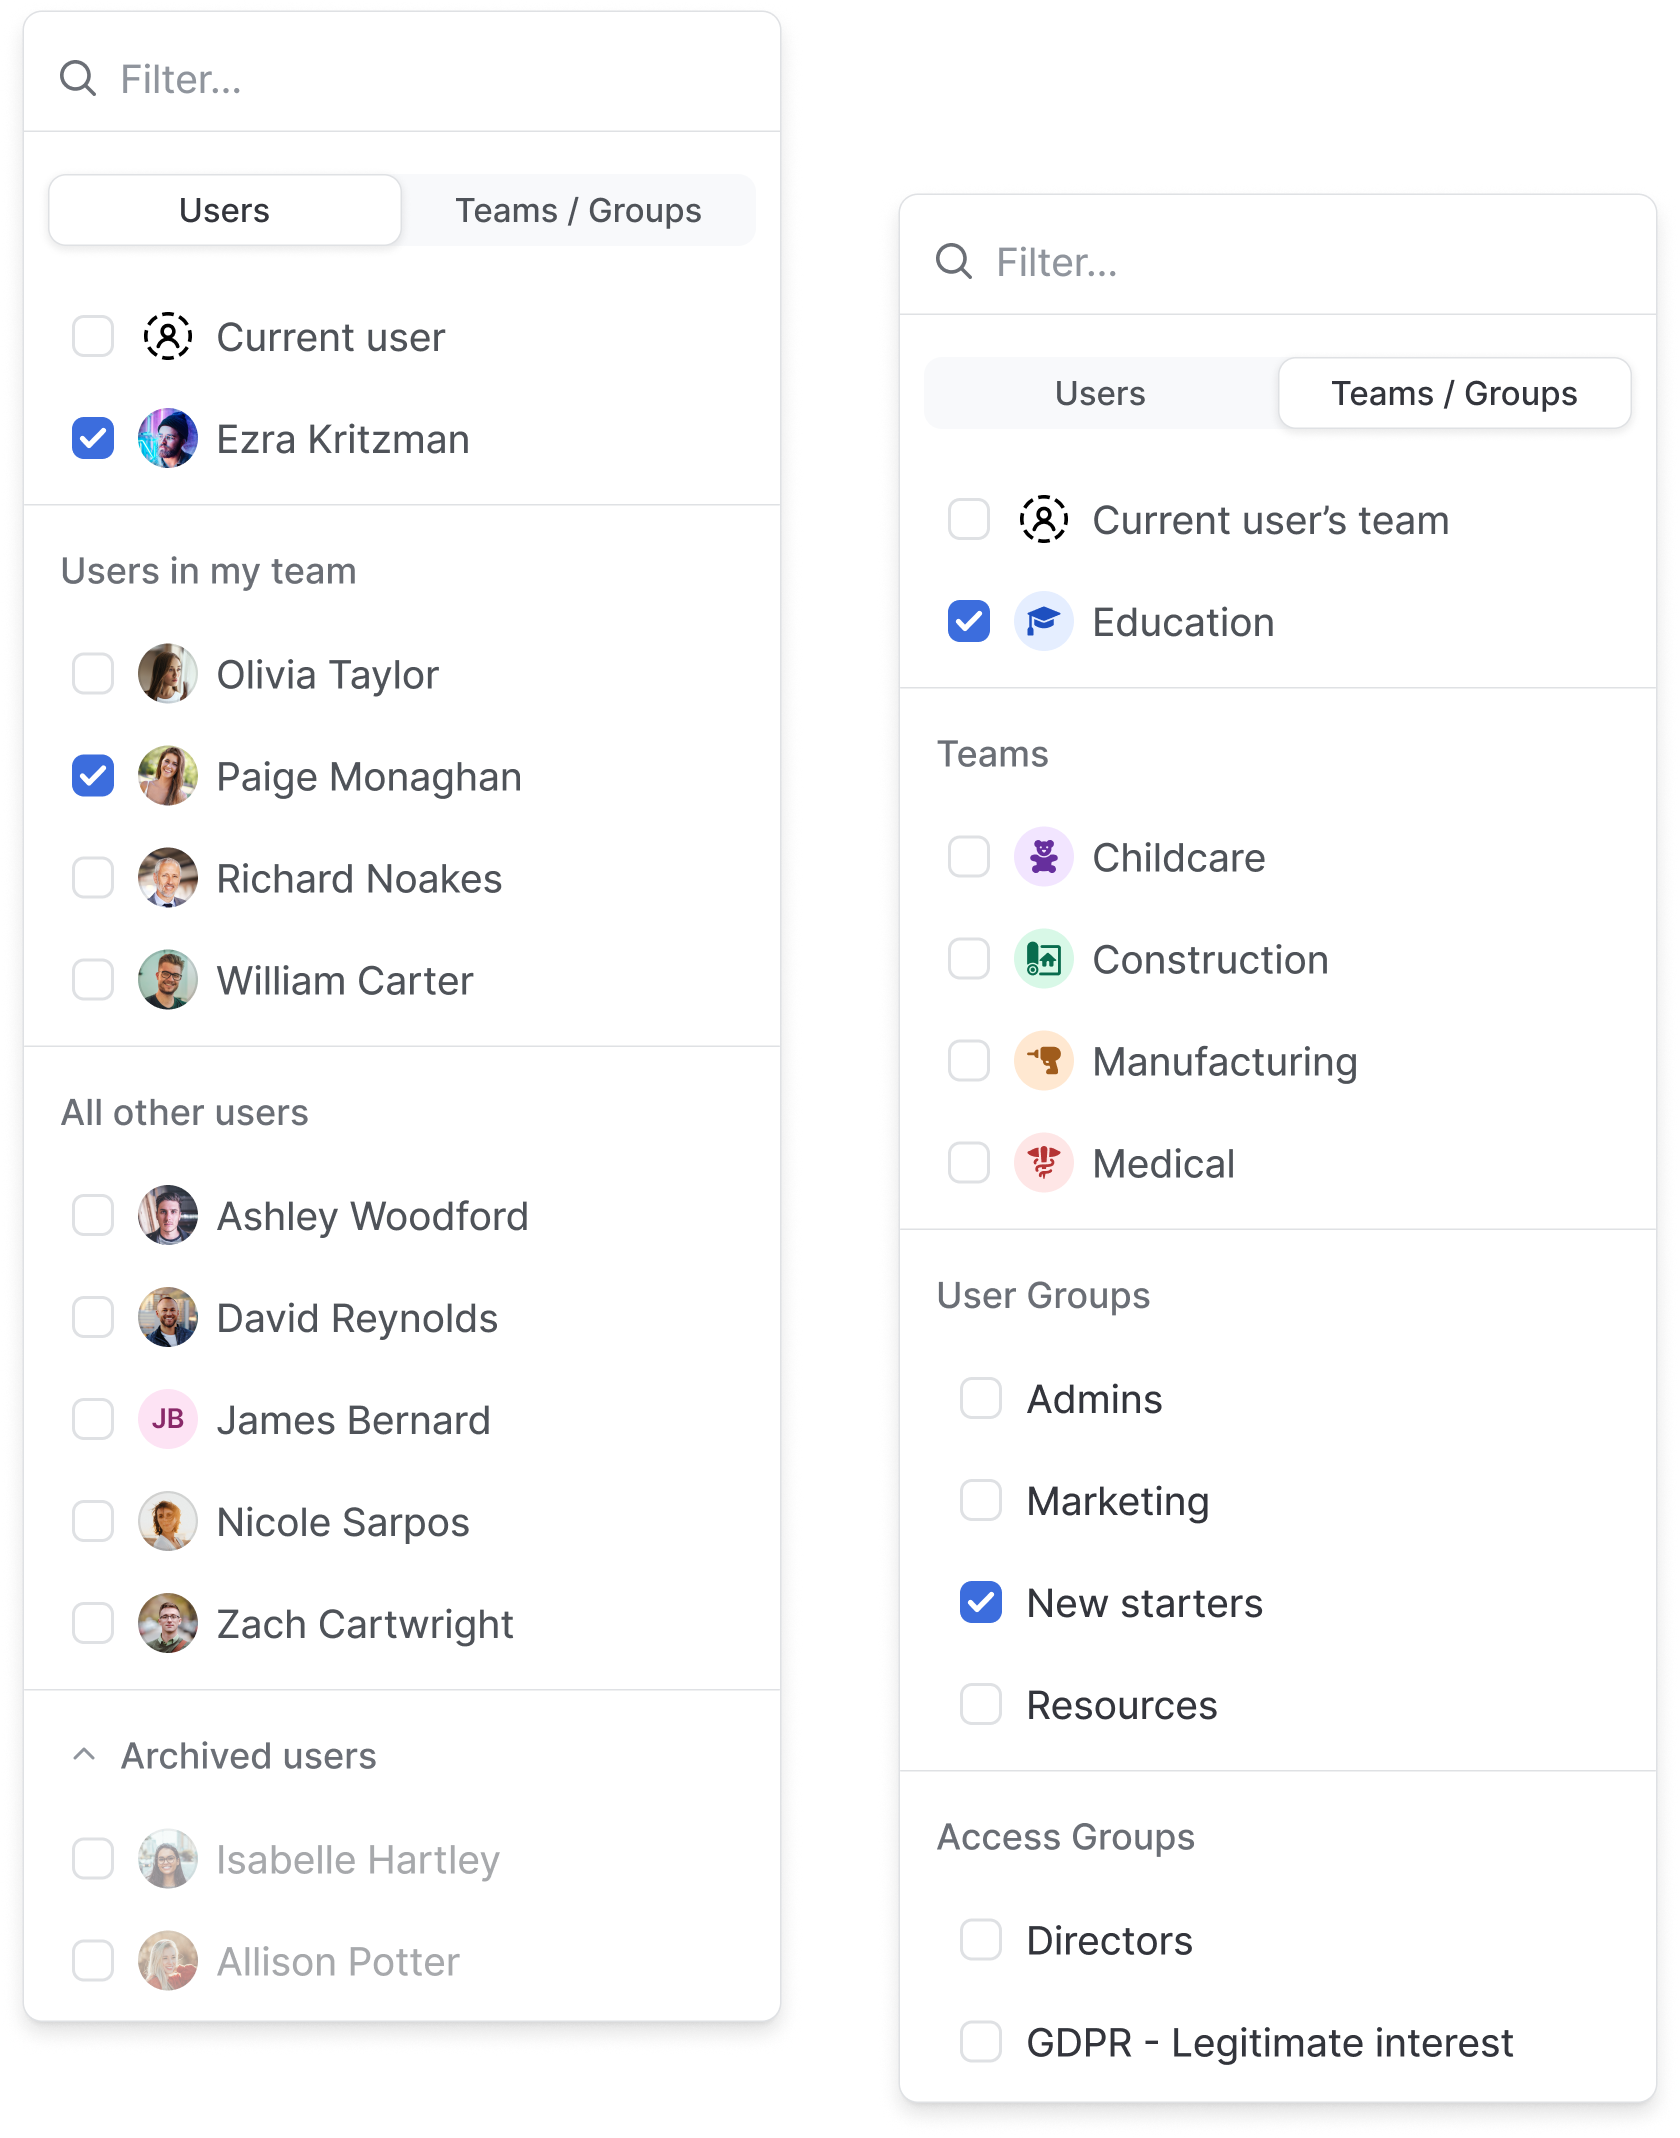 Filter...
Users
Teams / Groups
Current user
Ezra Kritzman
Users in my team
Olivia Taylor
Paige Monaghan
Richard Noakes
William Carter
All other users
Ashley Woodford
David Reynolds
JB
James Bernard
Nicole Sarpos
Zach Cartwright
Archived users
Isabelle Hartley
Allison Potter
Filter...
Users
Teams / Groups
Current user’s team
Education
Teams
Childcare
Construction
Manufacturing
Medical
User Groups
Admins
Marketing
New starters
Resources
Access Groups
Directors
GDPR - Legitimate interest